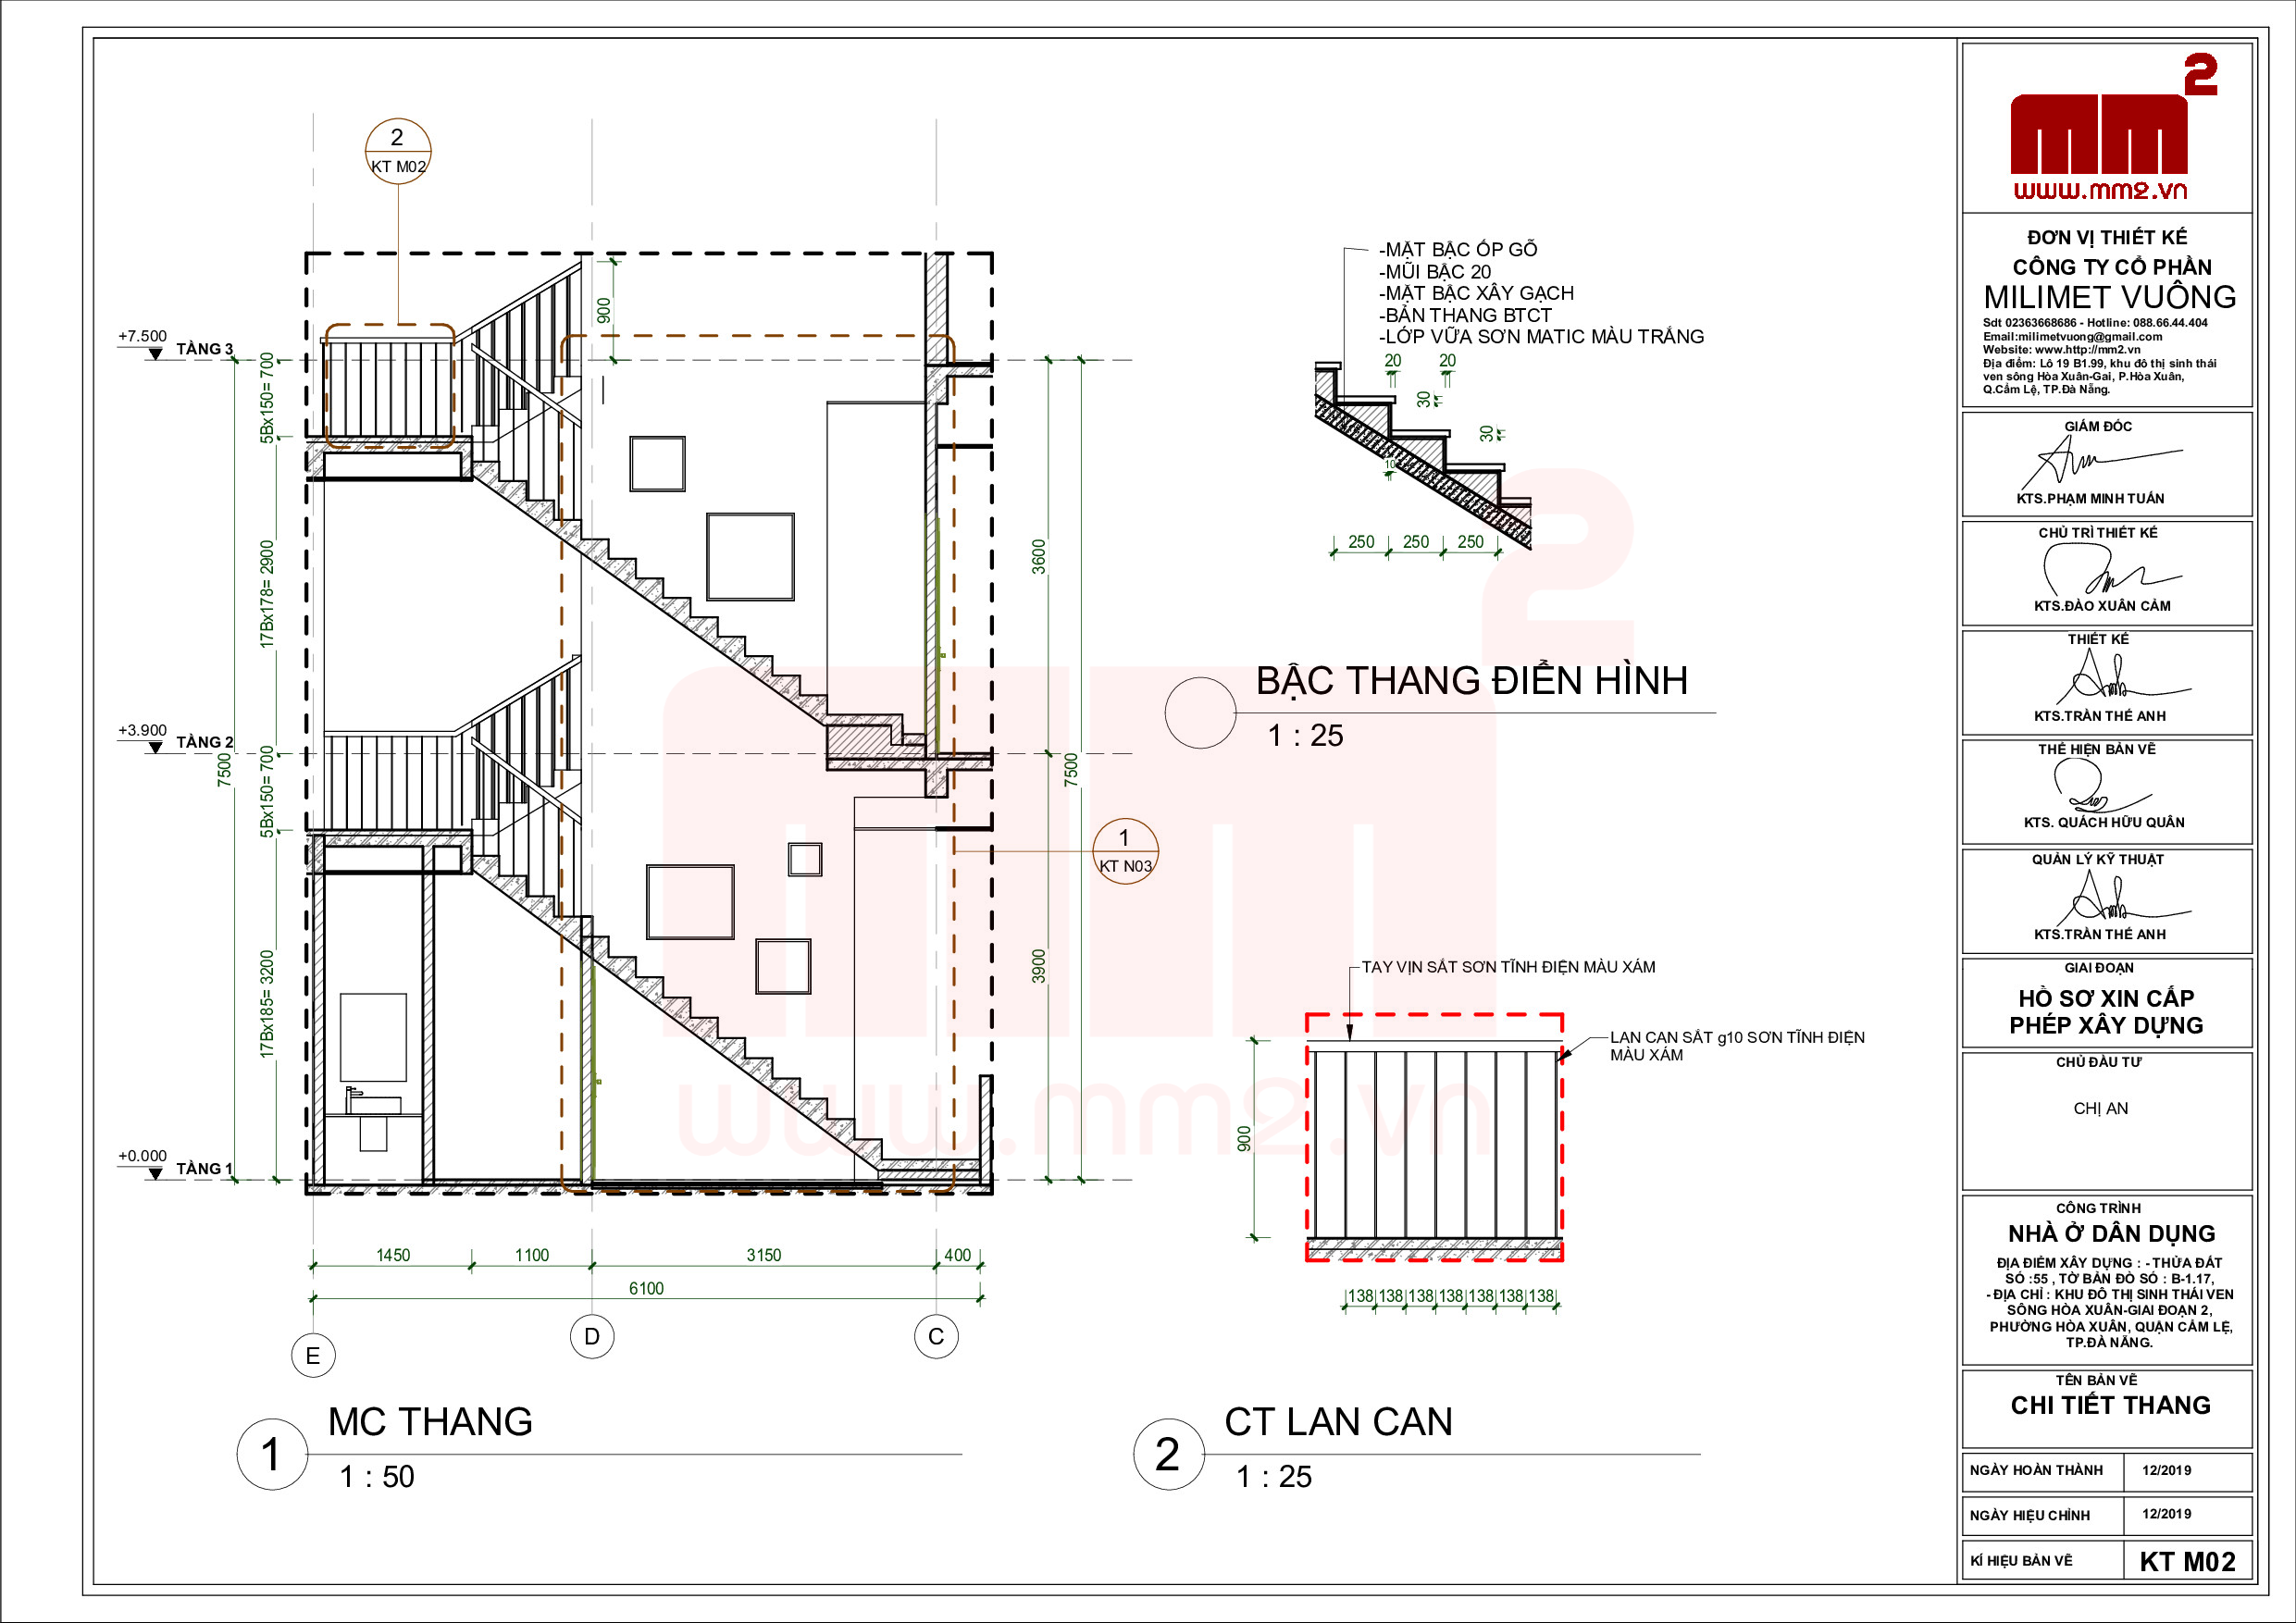 2
KT M02
+7.500
TẦNG 3
5Bx150= 700
900
17Bx178= 2900
3600
+3.900
TẦNG 2
7500
5Bx150= 700
7500
1
KT N03
17Bx185= 3200
3900
+0.000
TẦNG 1
1450
1100
3150
400
6100
E
D
C
1
MC THANG
1 : 50
-MẶT BẬC ỐP GỖ
-MŨI BẬC 20
-MẶT BẬC XÂY GẠCH
-BẢN THANG BTCT
-LỚP VỮA SƠN MATIC MÀU TRẮNG
20
20
30
30
10
250
250
250
BẬC THANG ĐIỂN HÌNH
1 : 25
TAY VỊN SẮT SƠN TĨNH ĐIỆN MÀU XÁM
LAN CAN SẮT g10 SƠN TĨNH ĐIỆN
MÀU XÁM
900
138 138 138 138 138 138 138
2
CT LAN CAN
1 : 25
mm2
www.mm2.vn
mm2
www.mm2.vn
ĐƠN VỊ THIẾT KẾ
CÔNG TY CỔ PHẦN
MILIMET VUÔNG
Sdt 02363668686 - Hotline: 088.66.44.404
Email:milimetvuong@gmail.com
Website: www.http://mm2.vn
Địa điểm: Lô 19 B1.99, khu đô thị sinh thái
ven sông Hòa Xuân-Gai, P.Hòa Xuân,
Q.Cẩm Lệ, TP.Đà Nẵng.
GIÁM ĐỐC
KTS.PHẠM MINH TUẤN
CHỦ TRÌ THIẾT KẾ
KTS.ĐÀO XUÂN CẢM
THIẾT KẾ
KTS.TRẦN THẾ ANH
THỂ HIỆN BẢN VẼ
KTS. QUÁCH HỮU QUÂN
QUẢN LÝ KỸ THUẬT
KTS.TRẦN THẾ ANH
GIAI ĐOẠN
HỒ SƠ XIN CẤP
PHÉP XÂY DỰNG
CHỦ ĐẦU TƯ
CHỊ AN
CÔNG TRÌNH
NHÀ Ở DÂN DỤNG
ĐỊA ĐIỂM XÂY DỰNG : - THỬA ĐẤT
SỐ :55 , TỜ BẢN ĐỒ SỐ : B-1.17,
- ĐỊA CHỈ : KHU ĐÔ THỊ SINH THÁI VEN
SÔNG HÒA XUÂN-GIAI ĐOẠN 2,
PHƯỜNG HÒA XUÂN, QUẬN CẨM LỆ,
TP.ĐÀ NẴNG.
TÊN BẢN VẼ
CHI TIẾT THANG
NGÀY HOÀN THÀNH 12/2019
NGÀY HIỆU CHỈNH 12/2019
KÍ HIỆU BẢN VẼ KT M02